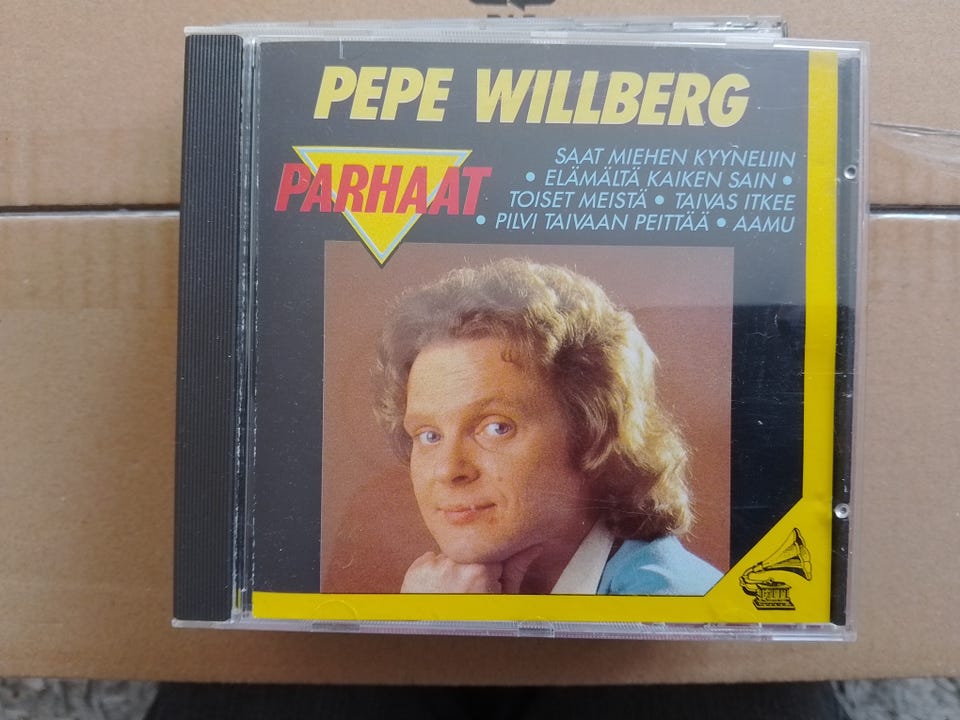 PEPE WILLBERG
PARHAAT
SAAT MIEHEN KYYNELIIN
• ELÄMÄLTÄ KAIKEN SAIN •
TOISET MEISTÄ • TAIVAS ITKEE
• PILVI TAIVAAN PEITTÄÄ • AAMU